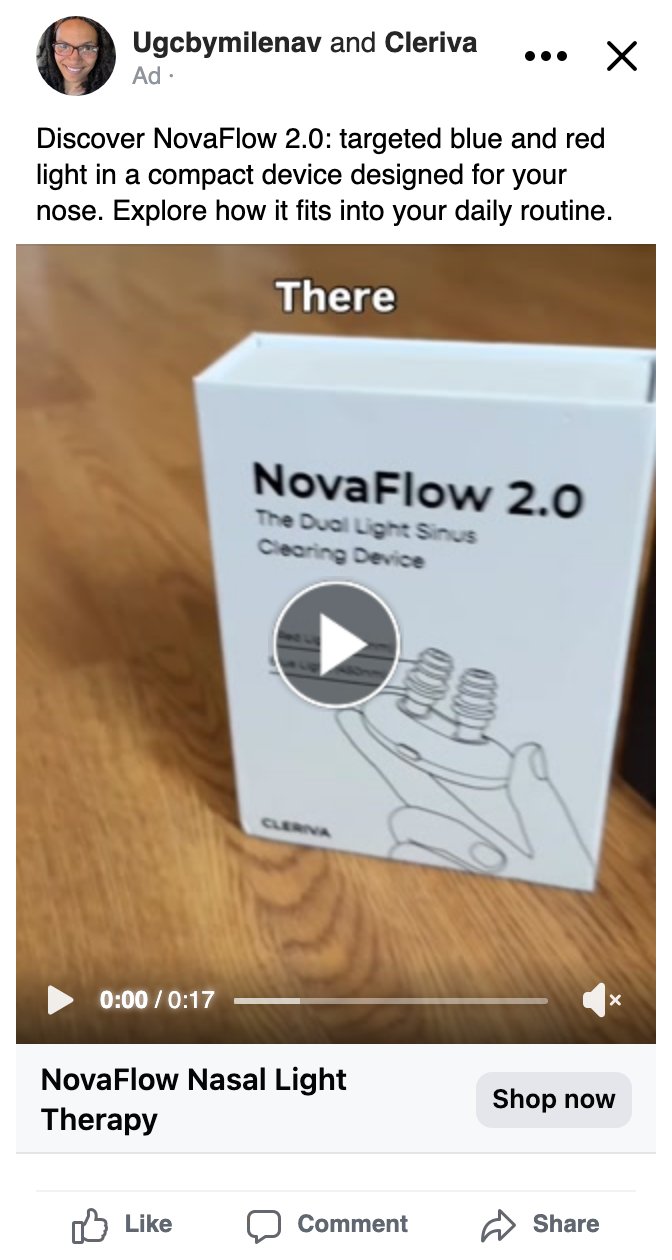 Ugcbymilenav and Cleriva
Ad ·
Discover NovaFlow 2.0: targeted blue and red
light in a compact device designed for your
nose. Explore how it fits into your daily routine.
There
NovaFlow 2.0
The Dual Light Sinus
Clearing Device
CLERIVA
0:00 / 0:17
NovaFlow Nasal Light
Therapy
Shop now
Like
Comment
Share